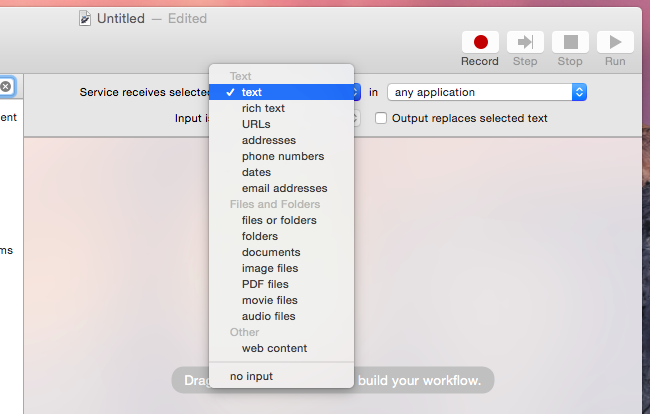 Untitled — Edited
Record Step Stop Run
Text
Service receives selected ✓ text in any application
rich text
ent
URLs
Input is Output replaces selected text
addresses
phone numbers
dates
email addresses
Files and Folders
files or folders
folders
ms
documents
image files
PDF files
movie files
audio files
Other
web content
no input
Drag build your workflow.